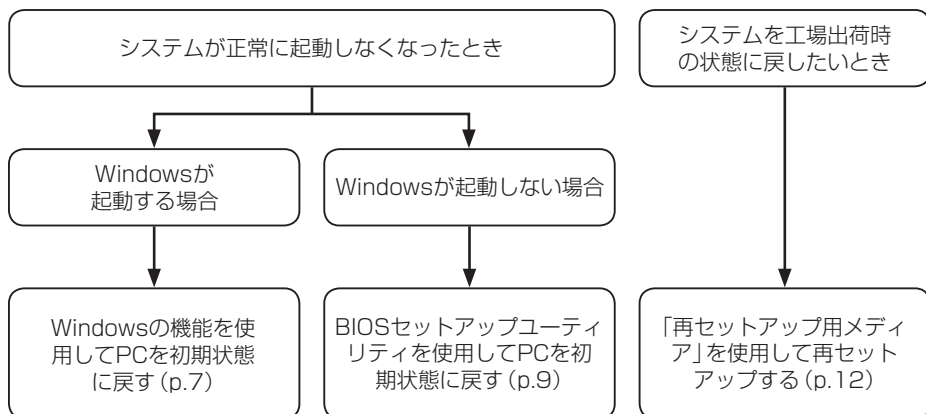 システムが正常に起動しなくなったとき
システムを工場出荷時
の状態に戻したいとき
Windowsが
起動する場合
Windowsが起動しない場合
Windowsの機能を使
用してPCを初期状態
に戻す(p.7)
BIOSセットアップユーティ
リティを使用してPCを初
期状態に戻す(p.9)
「再セットアップ用メディ
ア」を使用して再セット
アップする(p.12)